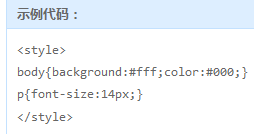 示例代码：
<style>
body{background:#fff;color:#000;}
p{font-size:14px;}
</style>